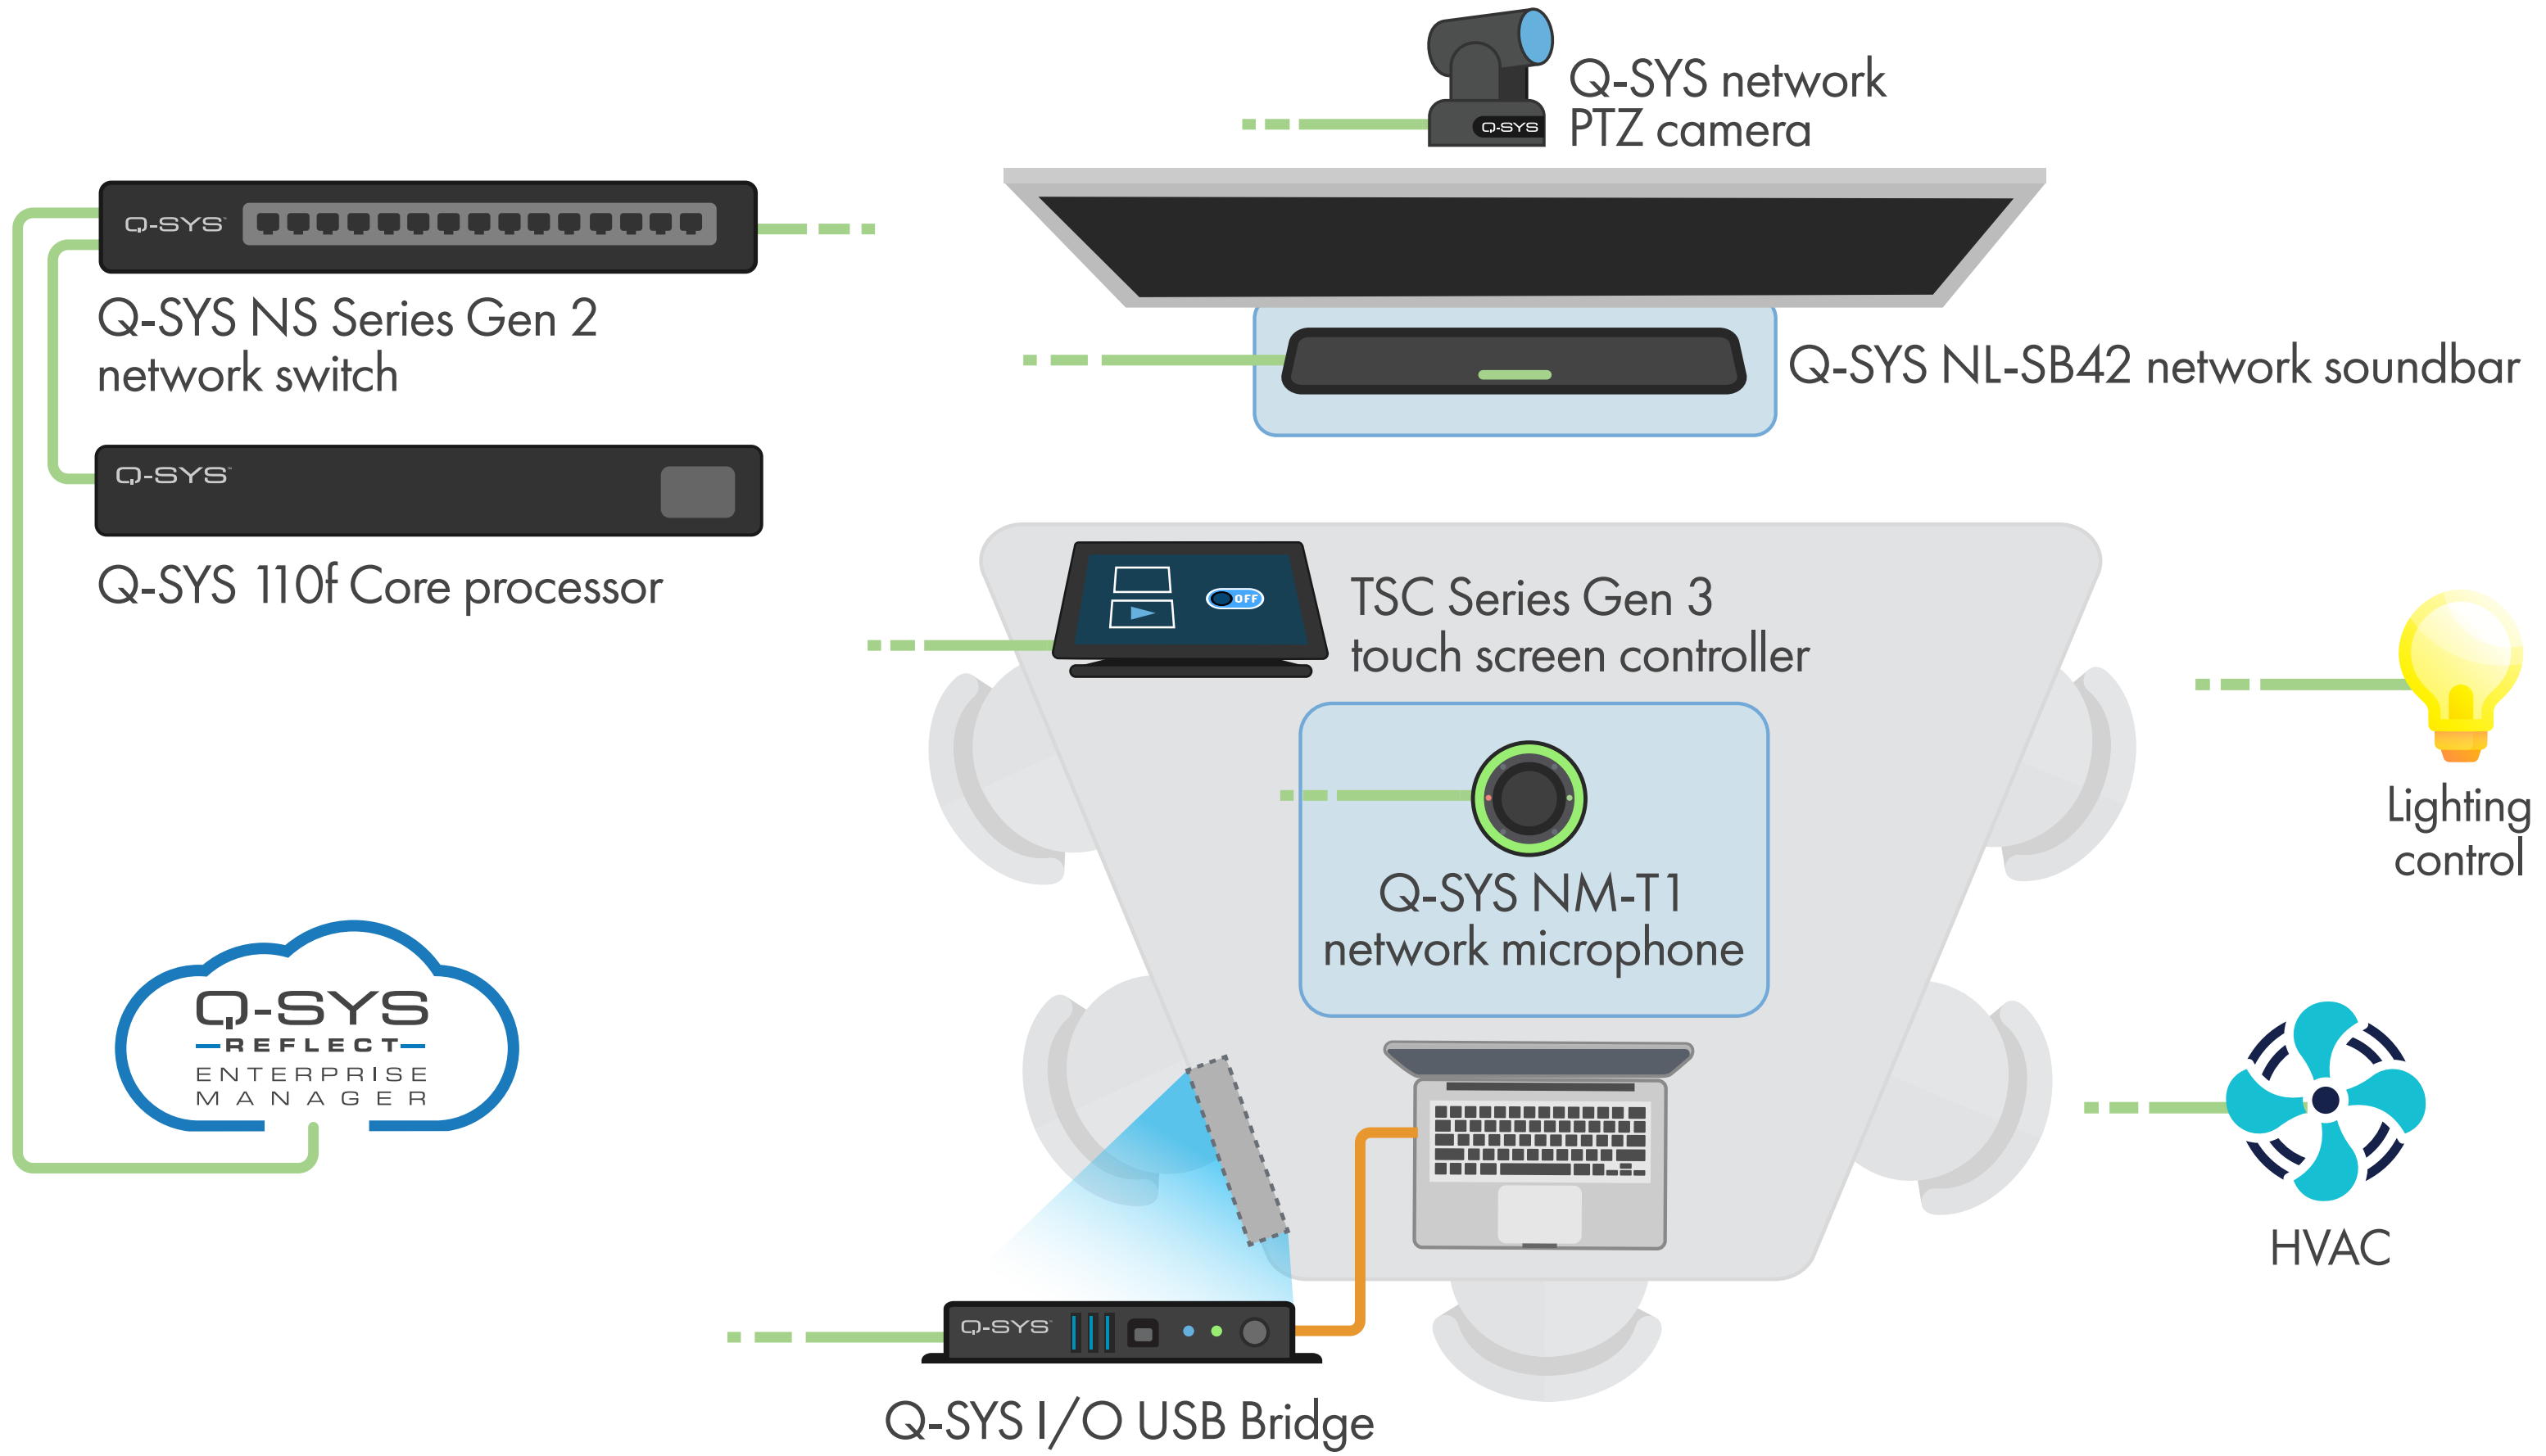 Q-SYS network
PTZ camera
Q-SYS
Q-SYS™
Q-SYS NS Series Gen 2
network switch
Q-SYS NL-SB42 network soundbar
Q-SYS™
Q-SYS 110f Core processor
OFF
TSC Series Gen 3
touch screen controller
Lighting
control
Q-SYS NM-T1
network microphone
Q-SYS
REFLECT
ENTERPRISE
MANAGER
HVAC
Q-SYS
Q-SYS I/O USB Bridge